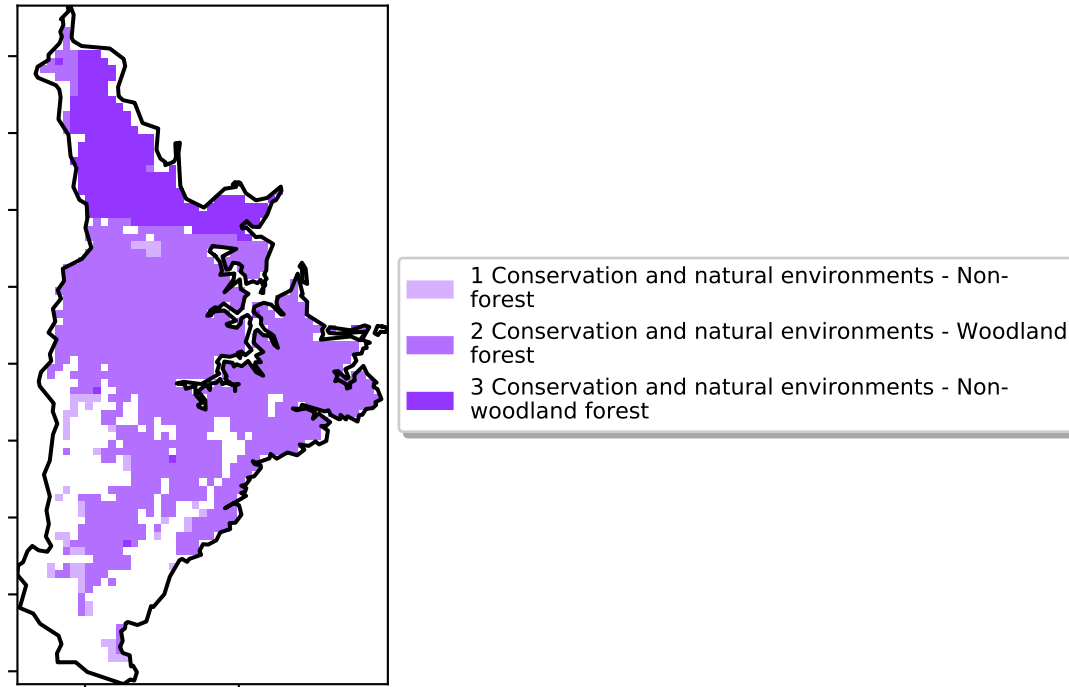 1 Conservation and natural environments - Non-
forest
2 Conservation and natural environments - Woodland
forest
3 Conservation and natural environments - Non-
woodland forest